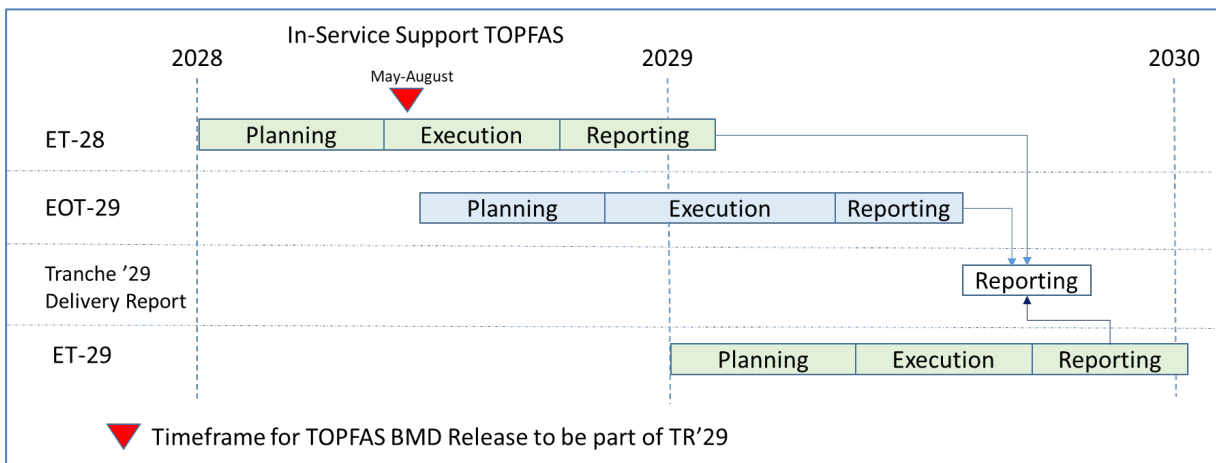 In-Service Support TOPFAS
2028
2029
2030
May-August
ET-28
Planning
Execution
Reporting
EOT-29
Planning
Execution
Reporting
Tranche ’29
Delivery Report
Reporting
ET-29
Planning
Execution
Reporting
Timeframe for TOPFAS BMD Release to be part of TR’29